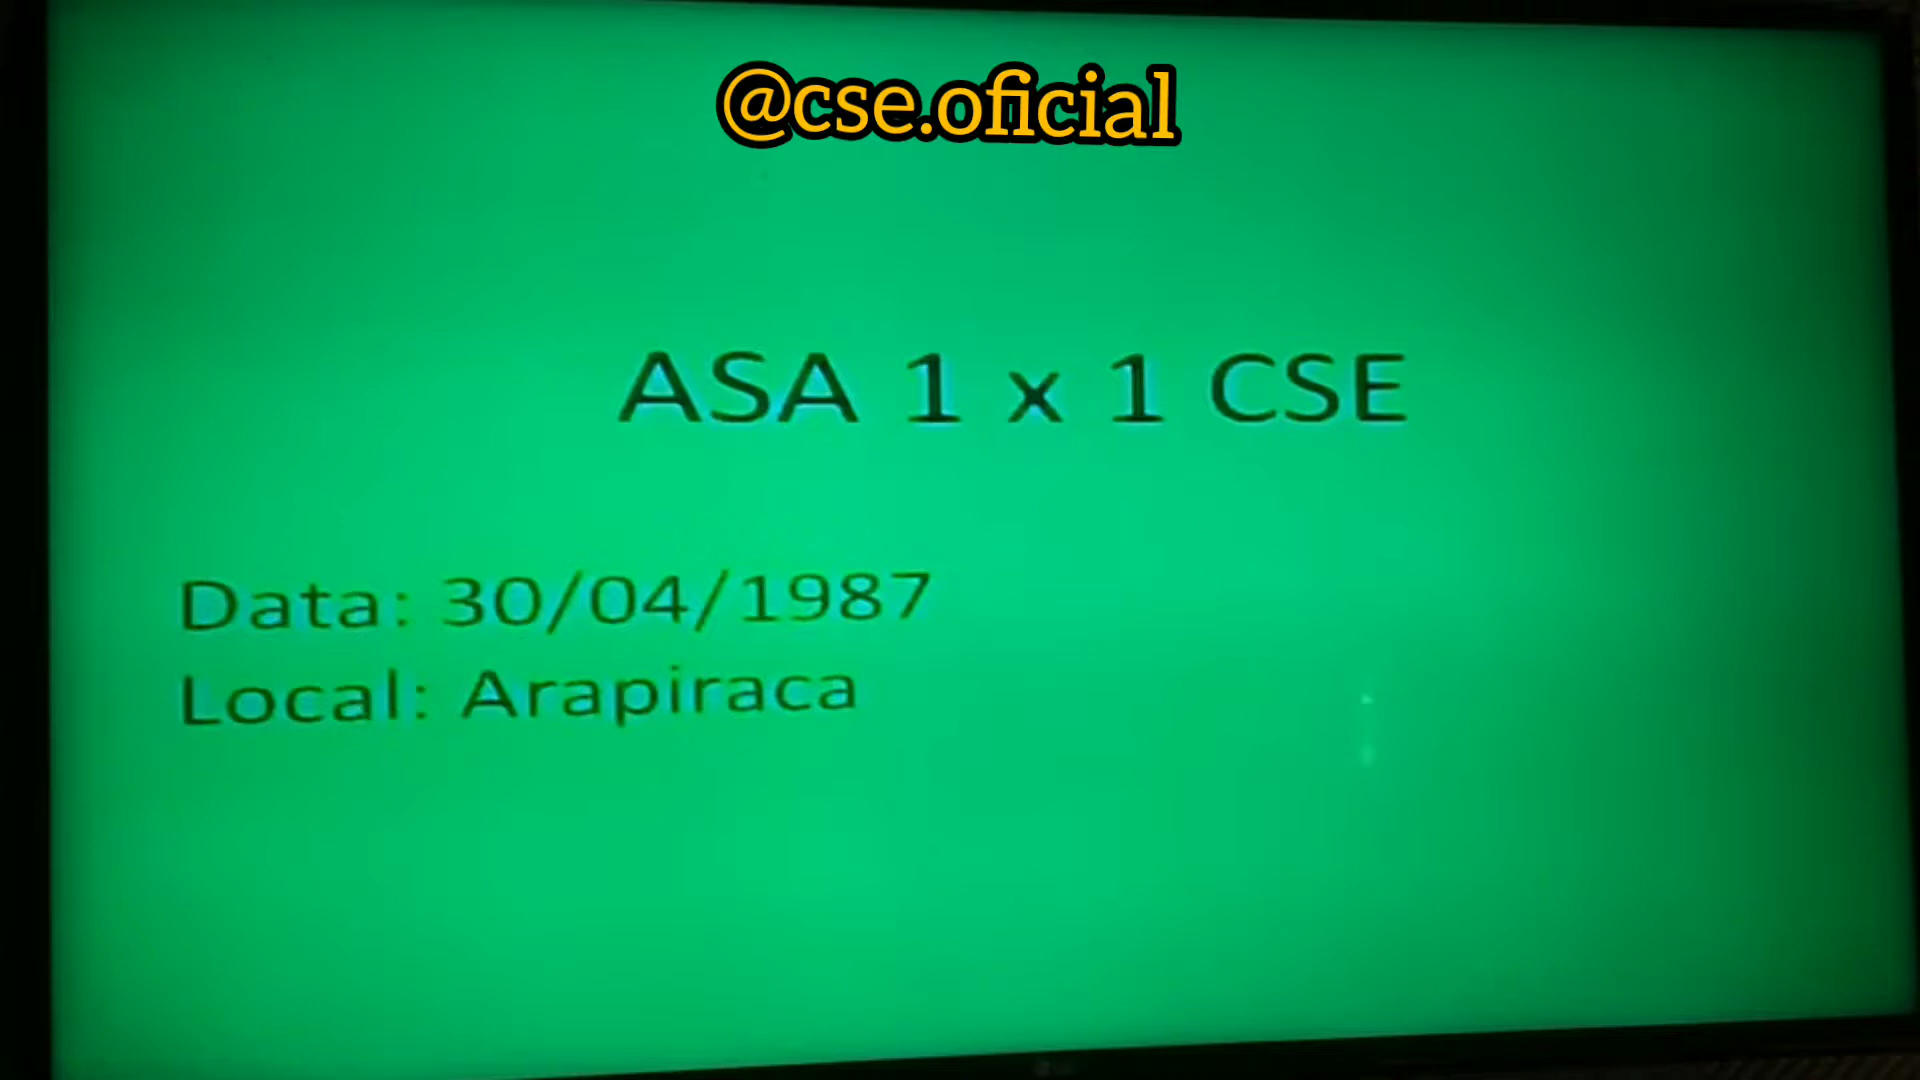 @cse.oficial
ASA 1 x 1 CSE
Data: 30/04/1987
Local: Arapiraca